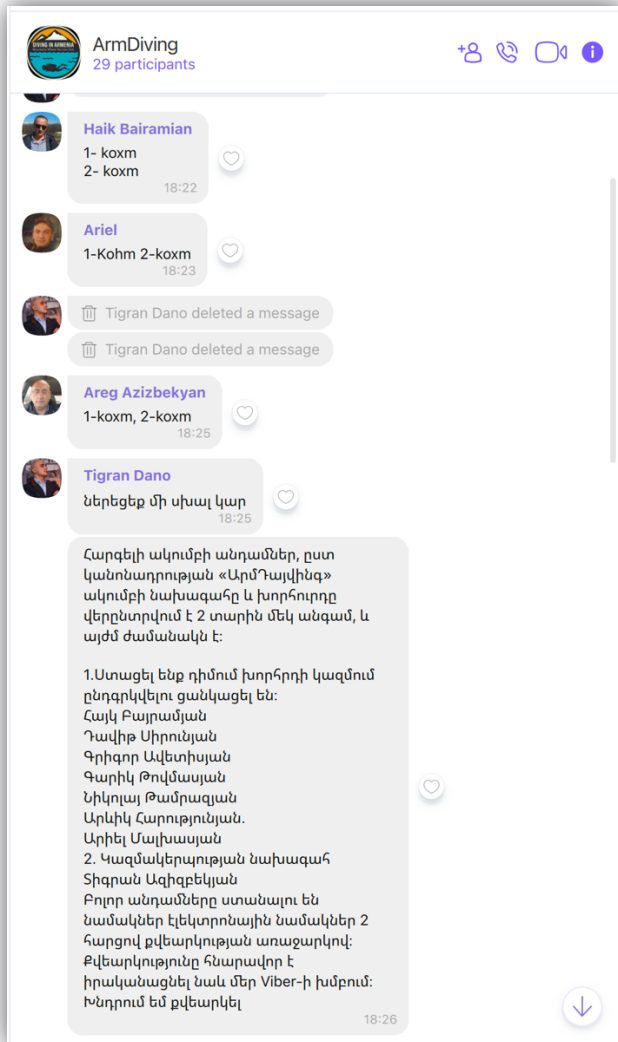 DIVING IN ARMENIA
ArmDiving
29 participants
Haik Bairamian
1- koxm
2- koxm
18:22
Ariel
1-Kohm 2-koxm
18:23
Tigran Dano deleted a message
Tigran Dano deleted a message
Areg Azizbekyan
1-koxm, 2-koxm
18:25
Tigran Dano
ներեցեք մի սխալ կար
18:25
Հարգելի ակումբի անդամներ, ըստ
կանոնադրության «ԱրմԴայվինգ»
ակումբի նախագահը և խորհուրդը
վերընտրվում է 2 տարին մեկ անգամ, և
այժմ ժամանակն է:
1.Ստացել ենք դիմում խորհրդի կազմում
ընդգրկվելու ցանկացել են:
Հայկ Բայրամյան
Դավիթ Սիրունյան
Գրիգոր Ավետիսյան
Գարիկ Թովմասյան
Նիկոլայ Թամրազյան
Արևիկ Հարությունյան.
Արիել Մալխասյան
2. Կազմակերպության նախագահ
Տիգրան Ազիզբեկյան
Բոլոր անդամները ստանալու են
նամակներ էլեկտրոնային նամակներ 2
հարցով քվեարկության առաջարկով:
Քվեարկությունը հնարավոր է
իրականացնել նաև մեր Viber-ի խմբում:
Խնդրում եմ քվեարկել
18:26